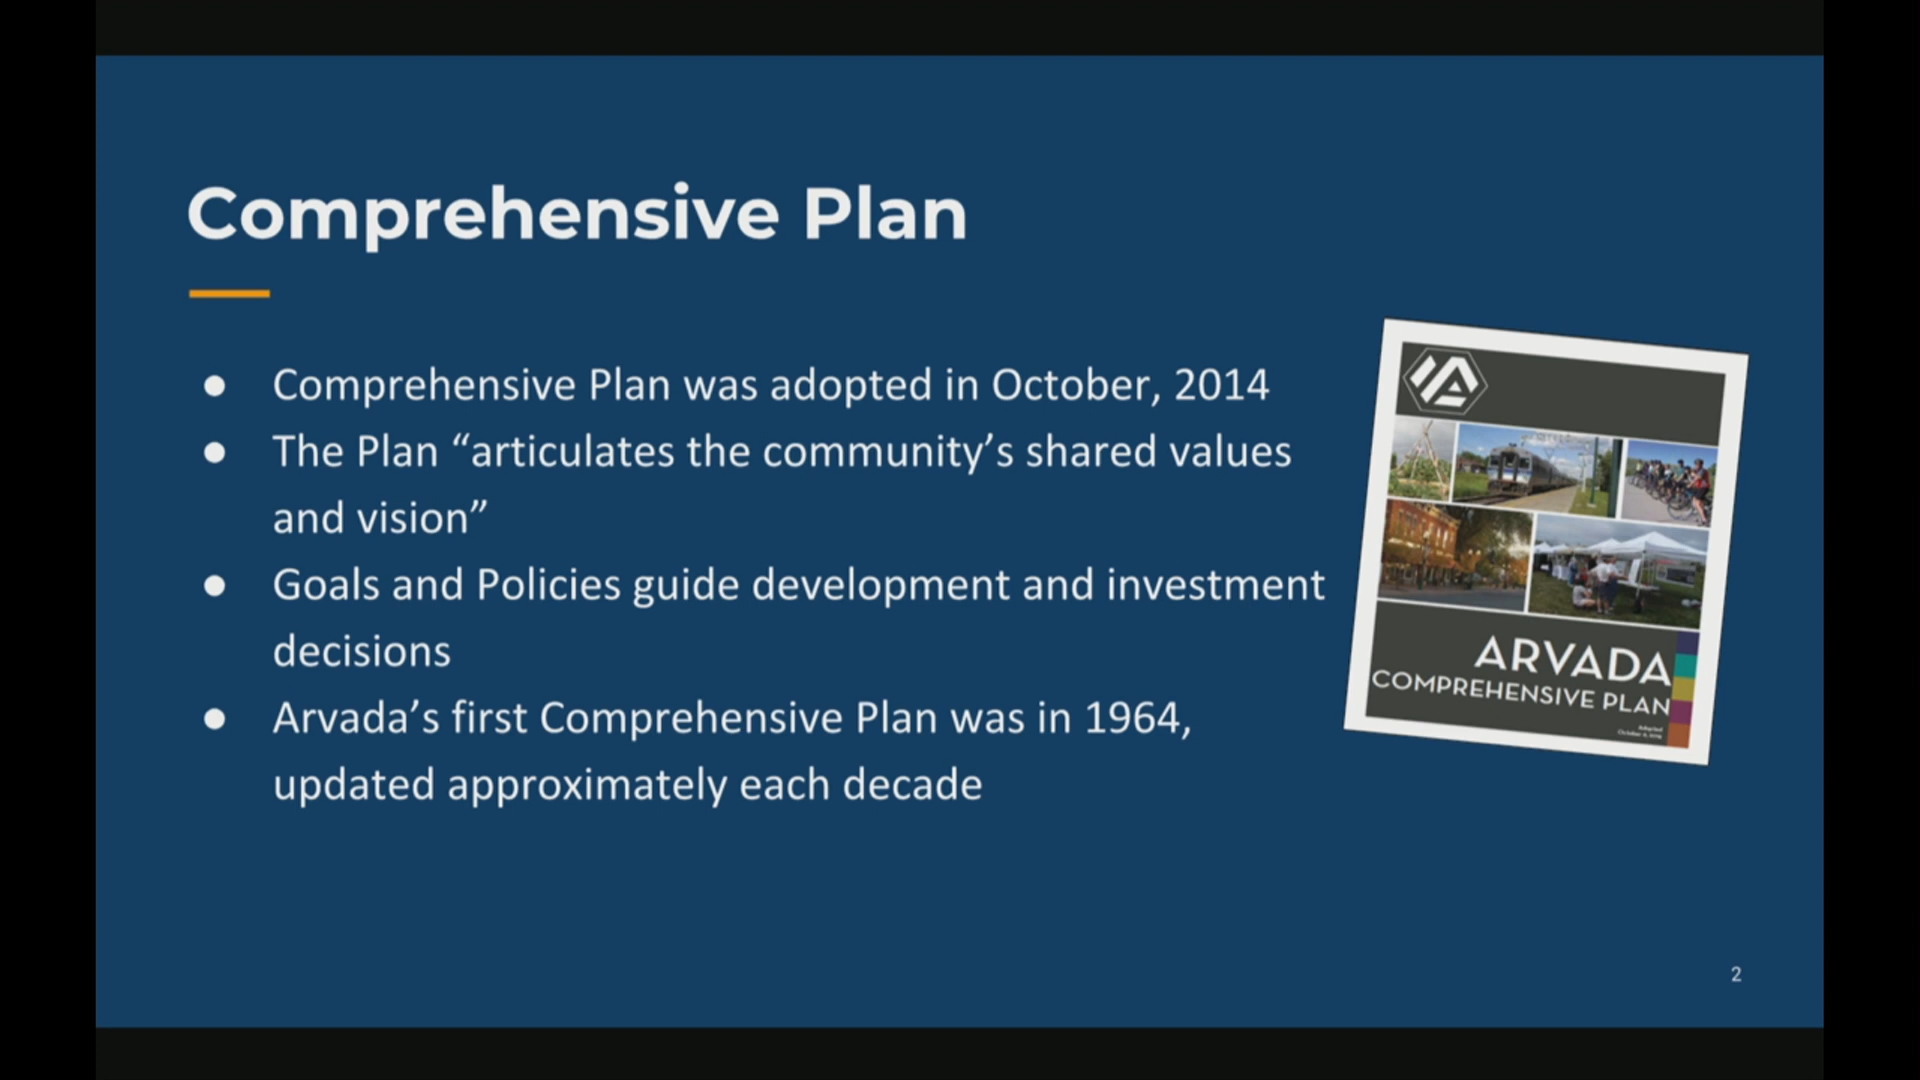 Comprehensive Plan
● Comprehensive Plan was adopted in October, 2014
● The Plan “articulates the community’s shared values
and vision”
● Goals and Policies guide development and investment
decisions
● Arvada’s first Comprehensive Plan was in 1964,
updated approximately each decade
ARVADA
COMPREHENSIVE PLAN
Adopted
2